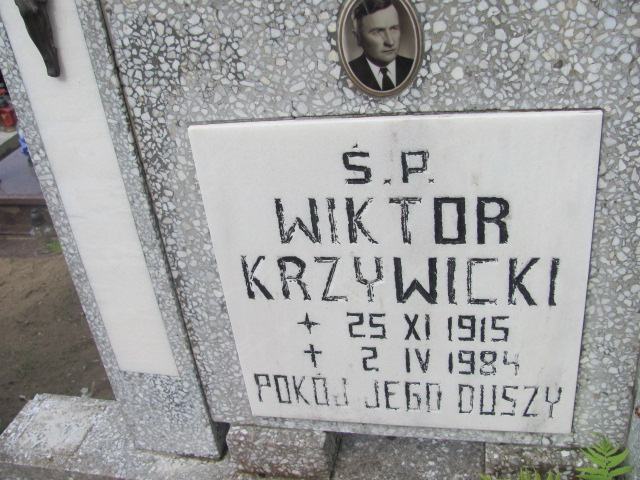 Ś.P.
WIKTOR
KRZYWICKI
+ 25 XI 1915
† 2 IV 1984
POKÓJ JEGO DUSZY